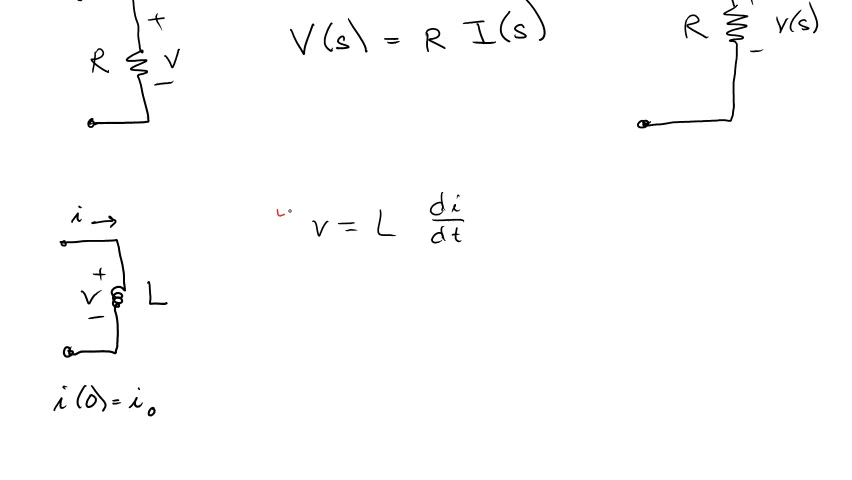 +
R V
−
V(s) = R I(s)
R V(s)
−
i →
v = L di/dt
+
V L
−
i(0) = i₀